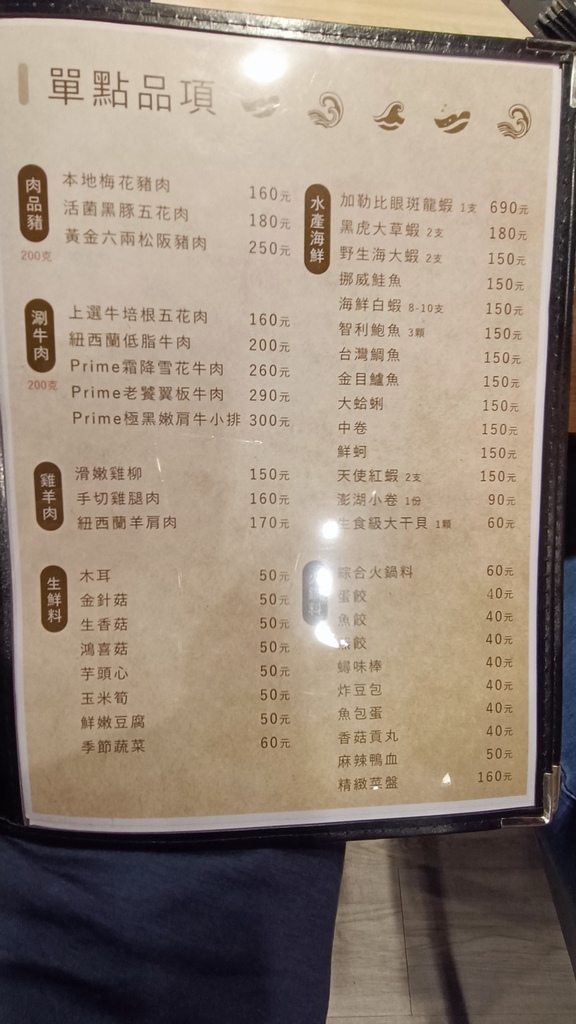 單點品項
肉品豬
200克
本地梅花豬肉 160元
活菌黑豚五花肉 180元
黃金六兩松阪豬肉 250元
涮牛肉
200克
上選牛培根五花肉 160元
紐西蘭低脂牛肉 200元
Prime霜降雪花牛肉 260元
Prime老饕翼板牛肉 290元
Prime極黑嫩肩牛小排 300元
雞羊肉
滑嫩雞柳 150元
手切雞腿肉 160元
紐西蘭羊肩肉 170元
生鮮料
木耳 50元
金針菇 50元
生香菇 50元
鴻喜菇 50元
芋頭心 50元
玉米筍 50元
鮮嫩豆腐 50元
季節蔬菜 60元
水產海鮮
加勒比眼斑龍蝦 1支 690元
黑虎大草蝦 2支 180元
野生海大蝦 2支 150元
挪威鮭魚 150元
海鮮白蝦 8-10支 150元
智利鮑魚 3顆 150元
台灣鯛魚 150元
金目鱸魚 150元
大蛤蜊 150元
中卷 150元
鮮蚵 150元
天使紅蝦 2支 150元
澎湖小卷 1份 90元
生食級大干貝 1顆 60元
料
綜合火鍋料 60元
蛋餃 40元
魚餃 40元
餃 40元
蟳味棒 40元
炸豆包 40元
魚包蛋 40元
香菇貢丸 40元
麻辣鴨血 50元
精緻菜盤 160元